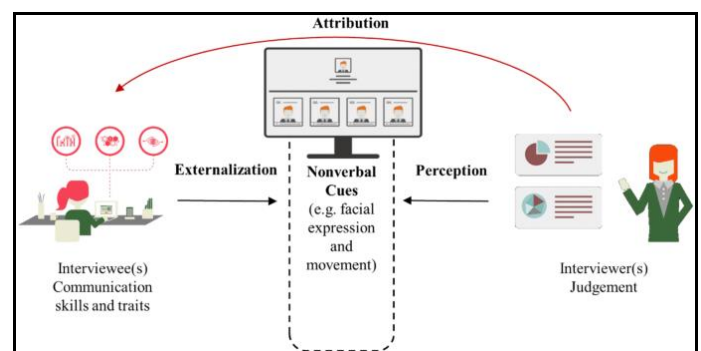 Attribution
Externalization
Nonverbal
Cues
(e.g. facial
expression
and
movement)
Perception
Interviewee(s)
Communication
skills and traits
Interviewer(s)
Judgement